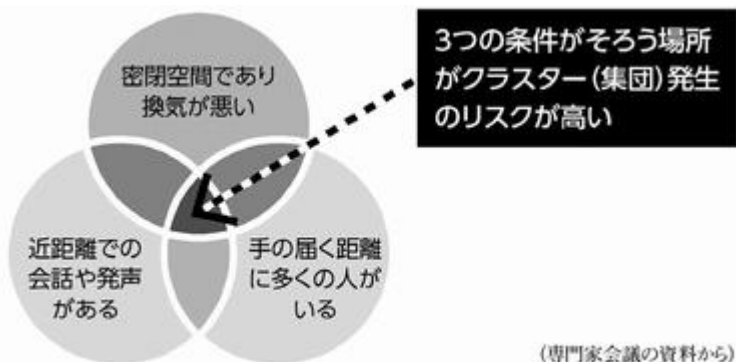 密閉空間であり
換気が悪い
3つの条件がそろう場所
がクラスター(集団)発生
のリスクが高い
近距離での
会話や発声
がある
手の届く距離
に多くの人が
いる
(専門家会議の資料から)